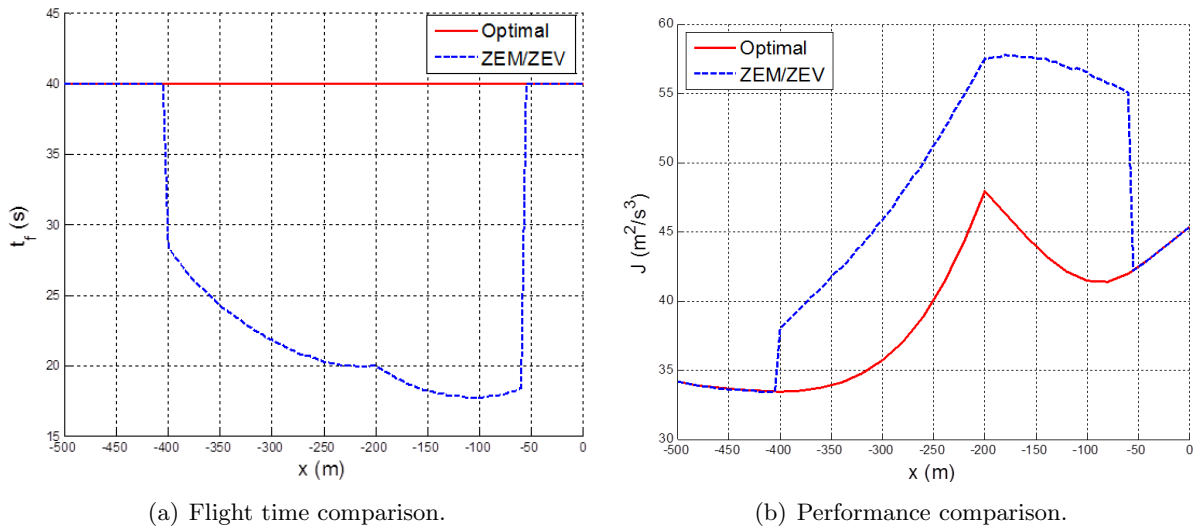 45
40
35
30
25
20
15
-500 -450 -400 -350 -300 -250 -200 -150 -100 -50 0
t_f (s)
x (m)
Optimal
ZEM/ZEV
(a) Flight time comparison.
60
55
50
45
40
35
30
-500 -450 -400 -350 -300 -250 -200 -150 -100 -50 0
J (m²/s³)
x (m)
Optimal
ZEM/ZEV
(b) Performance comparison.